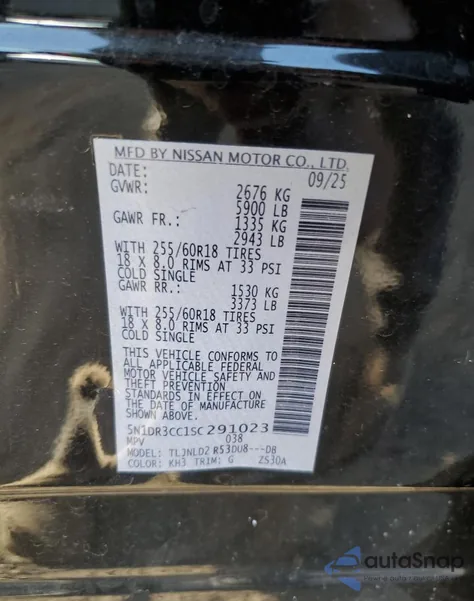 MFD BY NISSAN MOTOR CO., LTD.
DATE: 09/25
GVWR: 2676 KG
5900 LB
GAWR FR.: 1335 KG
2943 LB
WITH 255/60R18 TIRES
18 X 8.0 RIMS AT 33 PSI
COLD SINGLE
GAWR RR.: 1530 KG
3373 LB
WITH 255/60R18 TIRES
18 X 8.0 RIMS AT 33 PSI
COLD SINGLE
THIS VEHICLE CONFORMS TO
ALL APPLICABLE FEDERAL
MOTOR VEHICLE SAFETY AND
THEFT PREVENTION
STANDARDS IN EFFECT ON
THE DATE OF MANUFACTURE
SHOWN ABOVE.
5N1DR3CC1SC291023
MPV 038
MODEL: TLJNLD2 R53DU8---DB
COLOR: KH3 TRIM: G ZS30A
autoSnap